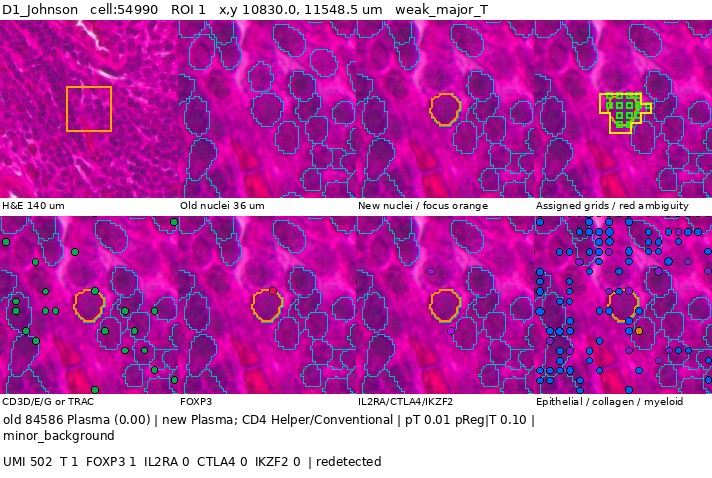 D1_Johnson   cell:54990   ROI 1   x,y 10830.0, 11548.5 um   weak_major_T
H&E 140 um
Old nuclei 36 um
New nuclei / focus orange
Assigned grids / red ambiguity
CD3D/E/G or TRAC
FOXP3
IL2RA/CTLA4/IKZF2
Epithelial / collagen / myeloid
old 84586 Plasma (0.00) | new Plasma; CD4 Helper/Conventional | pT 0.01 pReg|T 0.10 |
minor_background
UMI 502  T 1  FOXP3 1  IL2RA 0  CTLA4 0  IKZF2 0  | redetected